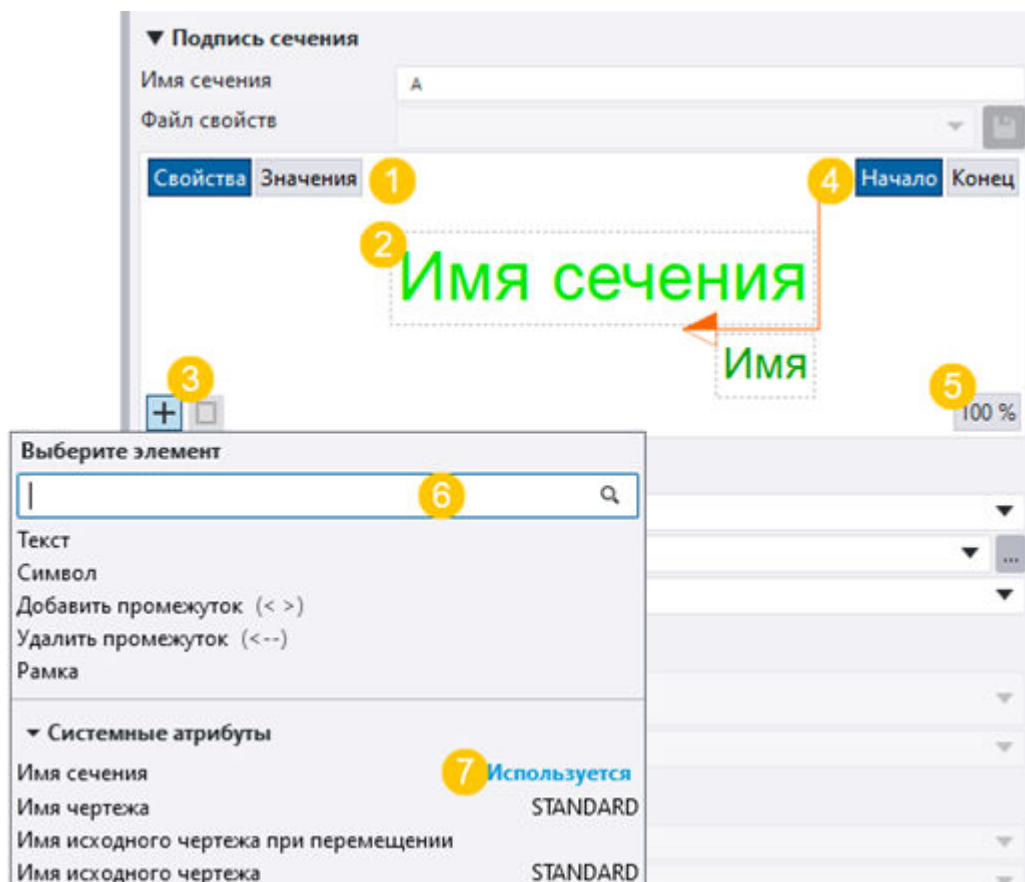 ▼ Подпись сечения
Имя сечения A
Файл свойств
Свойства Значения 1 4 Начало Конец
2 Имя сечения
Имя
3 5
+ 100 %
Выберите элемент
6
Текст
Символ
Добавить промежуток (< >)
Удалить промежуток (<--)
Рамка
...
Системные атрибуты
Имя сечения 7 Используется
Имя чертежа STANDARD
Имя исходного чертежа при перемещении
Имя исходного чертежа STANDARD